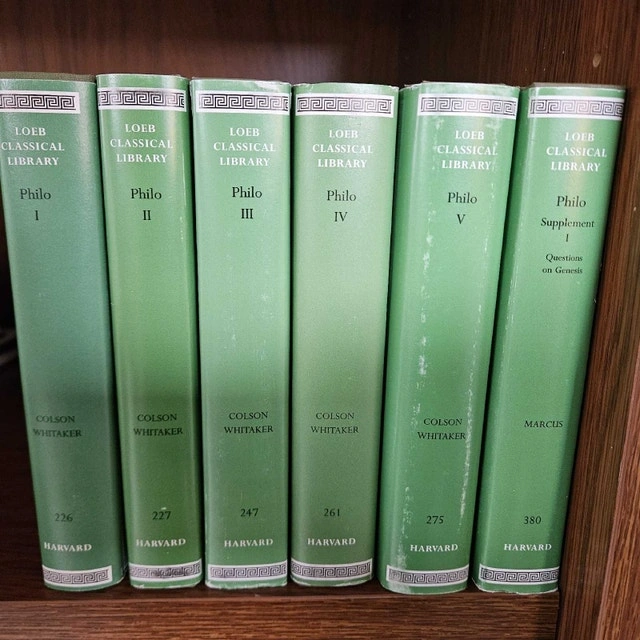 LOEB
CLASSICAL
LIBRARY
Philo
I
COLSON
WHITAKER
226
HARVARD
LOEB
CLASSICAL
LIBRARY
Philo
II
COLSON
WHITAKER
227
HARVARD
LOEB
CLASSICAL
LIBRARY
Philo
III
COLSON
WHITAKER
247
HARVARD
LOEB
CLASSICAL
LIBRARY
Philo
IV
COLSON
WHITAKER
261
HARVARD
LOEB
CLASSICAL
LIBRARY
Philo
V
COLSON
WHITAKER
275
HARVARD
LOEB
CLASSICAL
LIBRARY
Philo
Supplement
I
Questions
on Genesis
MARCUS
380
HARVARD